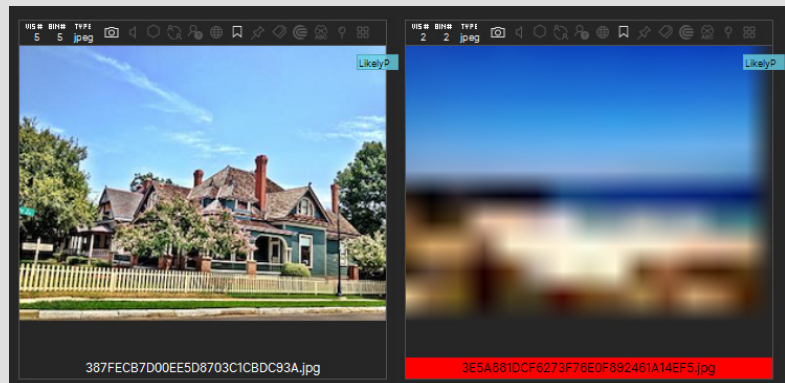 VIS# BIN# TYPE
5 5 jpeg
LikelyP
387FECB7D00EE5D8703C1CBDC93A.jpg
VIS# BIN# TYPE
2 2 jpeg
LikelyP
3E5A881DCF6273F76E0F892461A14EF5.jpg